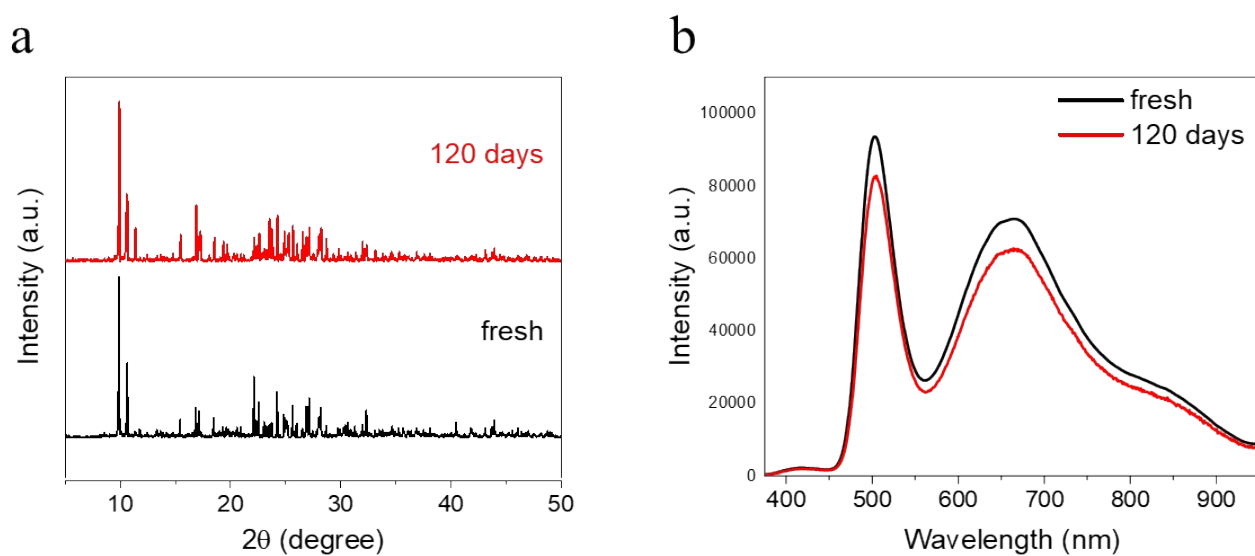 a
120 days
fresh
Intensity (a.u.)
10 20 30 40 50
2θ (degree)
b
fresh
120 days
100000
80000
60000
40000
20000
0
Intensity (a.u.)
400 500 600 700 800 900
Wavelength (nm)